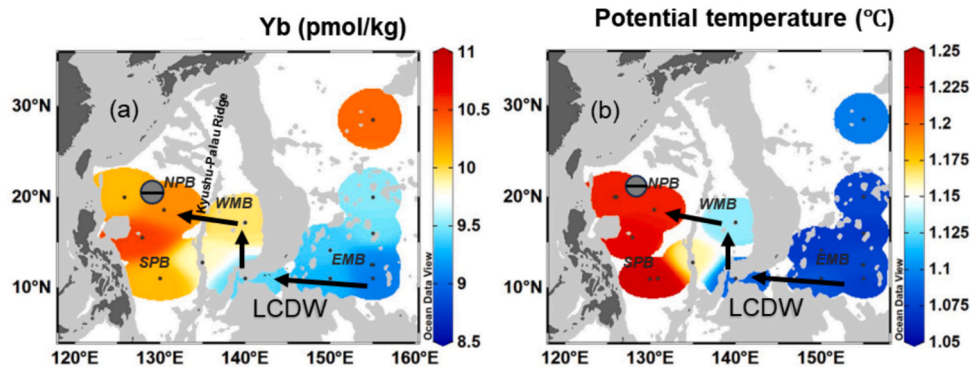 Yb (pmol/kg)
(a)
30°N
20°N
10°N
120°E
130°E
140°E
150°E
160°E
Kyushu-Palau Ridge
NPB
WMB
SPB
EMB
LCDW
11
10.5
10
9.5
9
8.5
Ocean Data View
Potential temperature (℃)
(b)
30°N
20°N
10°N
120°E
130°E
140°E
150°E
NPB
WMB
SPB
EMB
LCDW
1.25
1.2
1.175
1.15
1.125
1.1
1.075
1.05
Ocean Data View